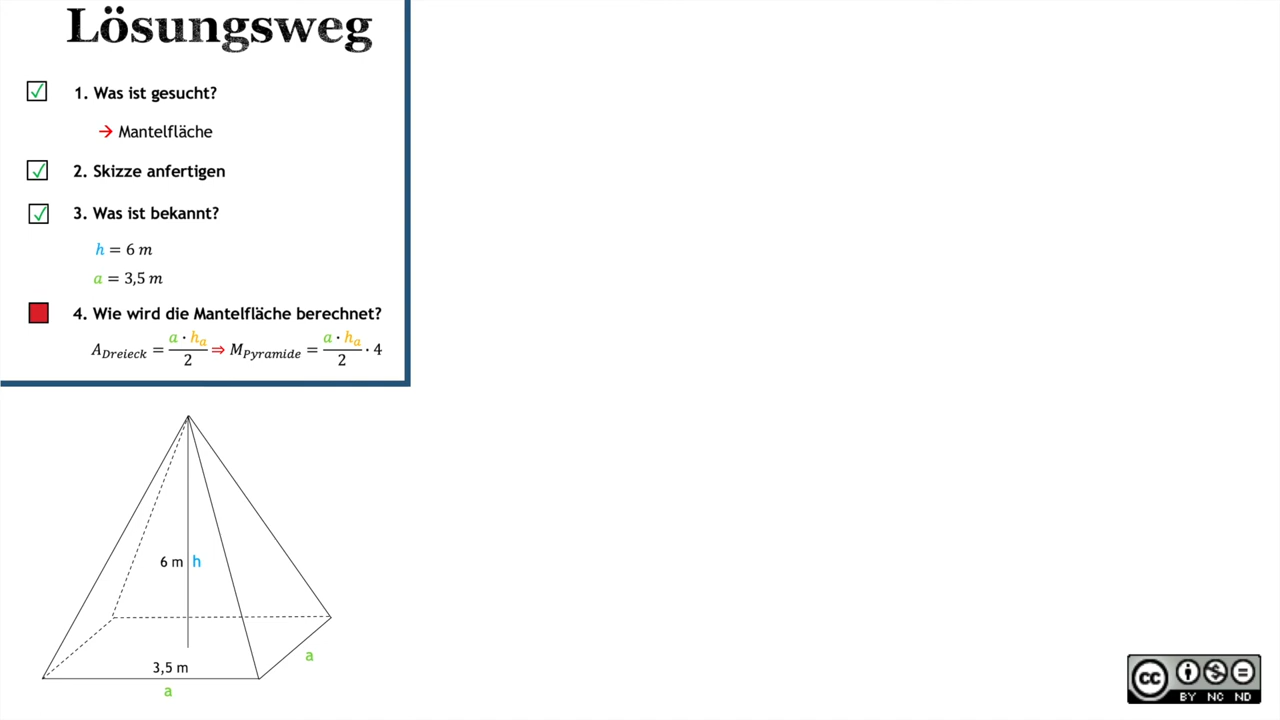 Lösungsweg
1. Was ist gesucht?
→ Mantelfläche
2. Skizze anfertigen
3. Was ist bekannt?
h = 6 m
a = 3,5 m
4. Wie wird die Mantelfläche berechnet?
A_Dreieck = (a · h_a)/2 ⇒ M_Pyramide = (a · h_a)/2 · 4
6 m h
3,5 m
a
a
cc
BY NC ND